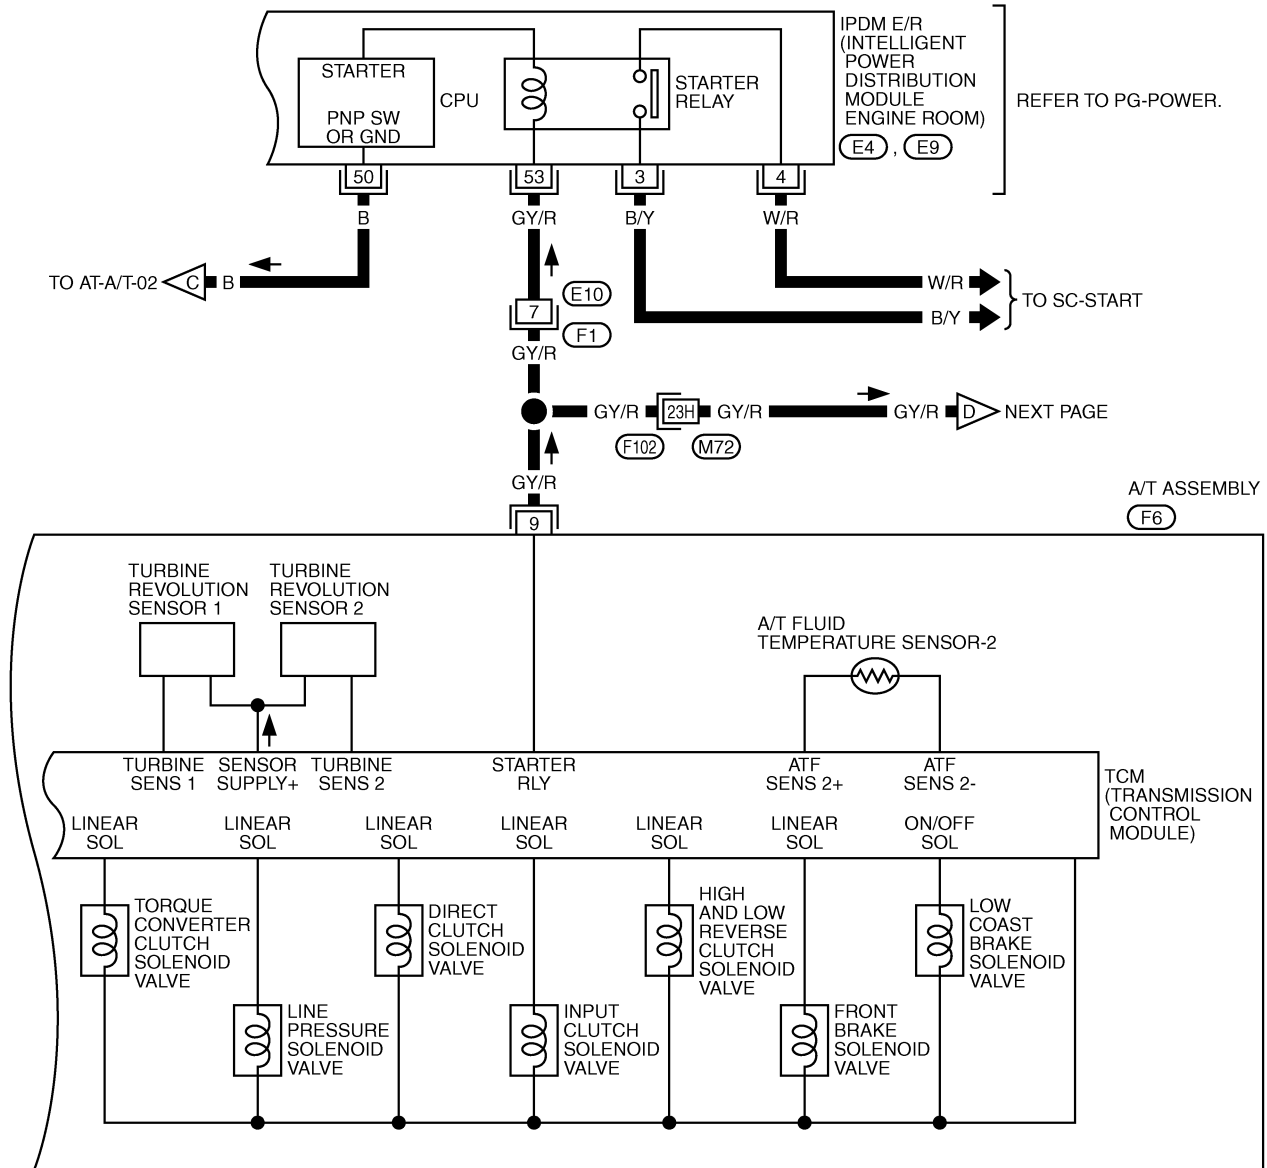 IPDM E/R
(INTELLIGENT
POWER
DISTRIBUTION
MODULE
ENGINE ROOM)
E4 , E9
REFER TO PG-POWER.
STARTER
PNP SW
OR GND
CPU
STARTER
RELAY
50
53
3
4
B
GY/R
B/Y
W/R
TO AT-A/T-02
C
B
W/R
B/Y
TO SC-START
7
E10
F1
GY/R
GY/R
23H
GY/R
GY/R
D
NEXT PAGE
F102
M72
GY/R
9
A/T ASSEMBLY
F6
TURBINE
REVOLUTION
SENSOR 1
TURBINE
REVOLUTION
SENSOR 2
A/T FLUID
TEMPERATURE SENSOR-2
TURBINE
SENS 1
SENSOR
SUPPLY+
TURBINE
SENS 2
STARTER
RLY
ATF
SENS 2+
ATF
SENS 2-
TCM
(TRANSMISSION
CONTROL
MODULE)
LINEAR
SOL
LINEAR
SOL
LINEAR
SOL
LINEAR
SOL
LINEAR
SOL
LINEAR
SOL
ON/OFF
SOL
TORQUE
CONVERTER
CLUTCH
SOLENOID
VALVE
LINE
PRESSURE
SOLENOID
VALVE
DIRECT
CLUTCH
SOLENOID
VALVE
INPUT
CLUTCH
SOLENOID
VALVE
HIGH
AND LOW
REVERSE
CLUTCH
SOLENOID
VALVE
FRONT
BRAKE
SOLENOID
VALVE
LOW
COAST
BRAKE
SOLENOID
VALVE